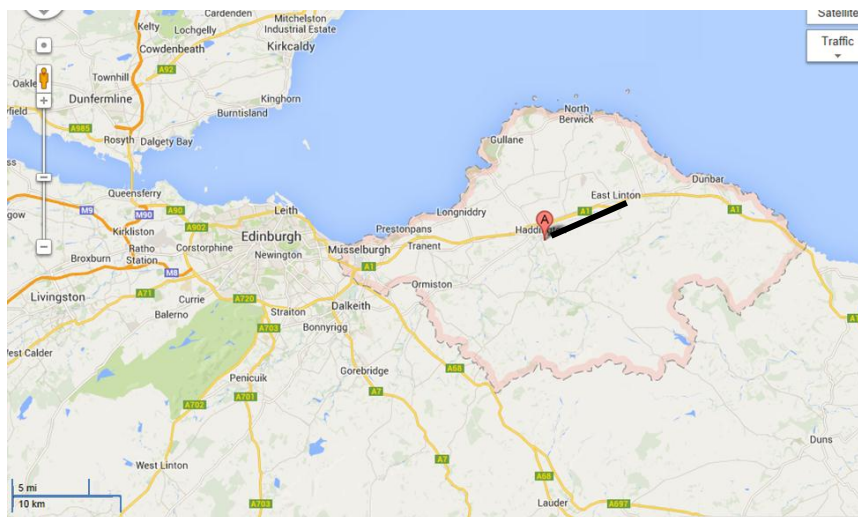 Kelty
Cardenden
Lochgelly
Mitchelston
Industrial Estate
Satellite
Cowdenbeath
Kirkcaldy
Traffic
A92
Townhill
Dunfermline
Kinghorn
Burntisland
A985
Rosyth
Dalgety Bay
North
Berwick
Gullane
Dunbar
Queensferry
East Linton
M9
M90
A90
Leith
Longniddry
A1
A1
A
Kirkliston
A902
Prestonpans
Edinburgh
Ratho
Station
Corstorphine
Musselburgh
Tranent
Newington
Broxburn
M8
A1
Livingston
A71
Currie
A720
Ormiston
Balerno
Straiton
Dalkeith
A703
Bonnyrigg
Gorebridge
A68
Penicuik
A7
A702
A701
Duns
West Linton
A7
A68
5 mi
10 km
A703
Lauder
A697